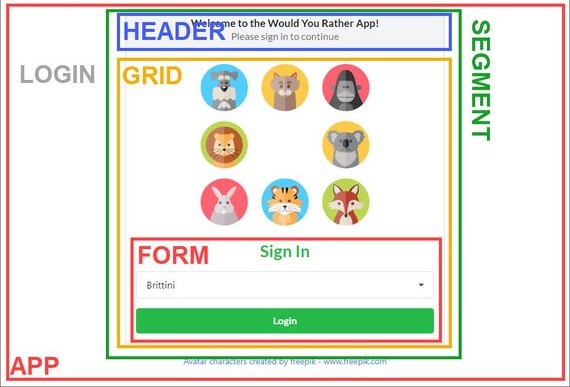 Welcome to the Would You Rather App!
HEADER
Please sign in to continue
LOGIN
GRID
SEGMENT
FORM
Sign In
Brittini
Login
APP
Avatar characters created by freepik - www.freepik.com